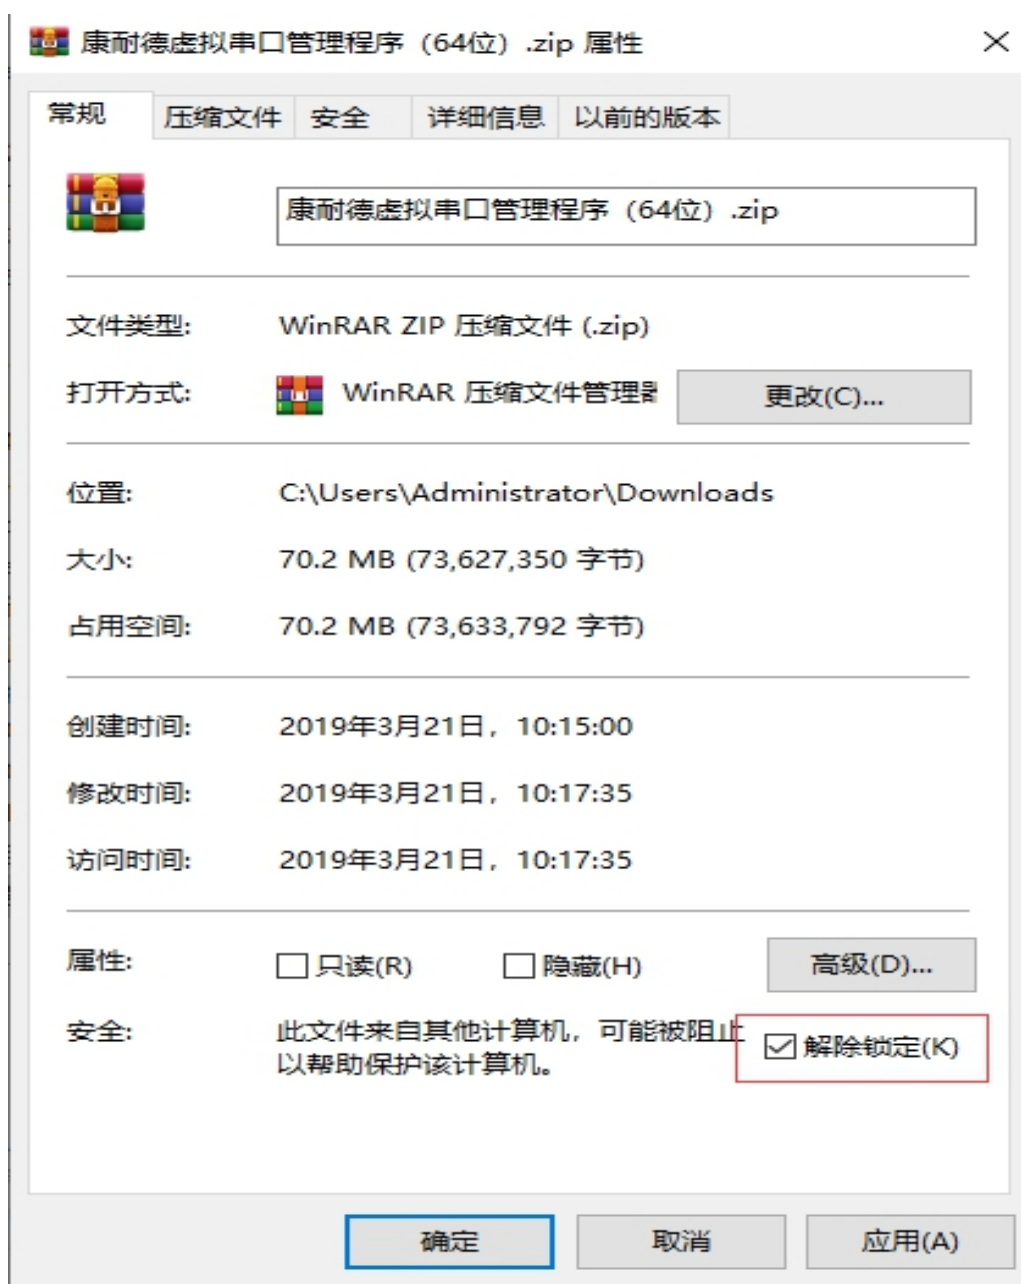 康耐德虚拟串口管理程序（64位）.zip 属性
常规 压缩文件 安全 详细信息 以前的版本
康耐德虚拟串口管理程序（64位）.zip
文件类型: WinRAR ZIP 压缩文件 (.zip)
打开方式: WinRAR 压缩文件管理器 更改(C)...
位置: C:\Users\Administrator\Downloads
大小: 70.2 MB (73,627,350 字节)
占用空间: 70.2 MB (73,633,792 字节)
创建时间: 2019年3月21日，10:15:00
修改时间: 2019年3月21日，10:17:35
访问时间: 2019年3月21日，10:17:35
属性: 只读(R) 隐藏(H) 高级(D)...
安全: 此文件来自其他计算机，可能被阻止
以帮助保护该计算机。 解除锁定(K)
确定 取消 应用(A)